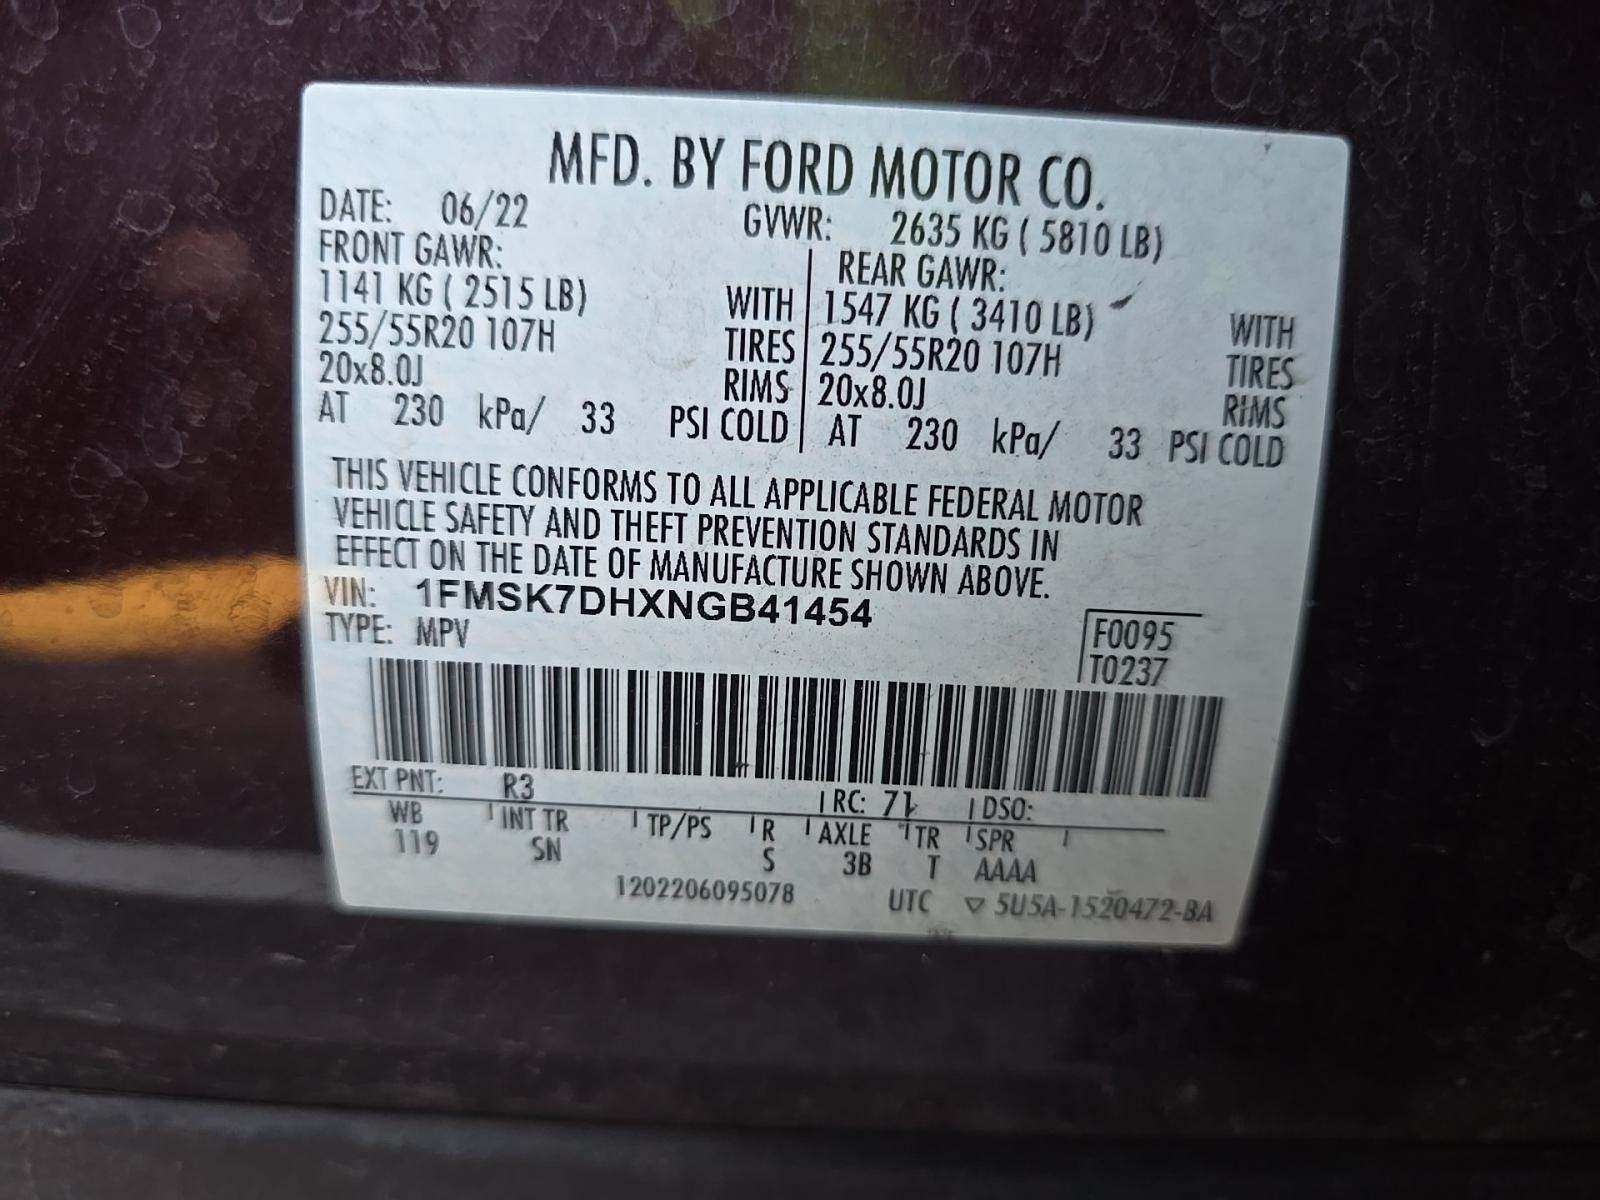 MFD. BY FORD MOTOR CO.
DATE: 06/22 GVWR: 2635 KG ( 5810 LB)
FRONT GAWR: REAR GAWR:
1141 KG ( 2515 LB) WITH 1547 KG ( 3410 LB) WITH
255/55R20 107H TIRES 255/55R20 107H TIRES
20x8.0J RIMS 20x8.0J RIMS
AT 230 kPa/ 33 PSI COLD AT 230 kPa/ 33 PSI COLD
THIS VEHICLE CONFORMS TO ALL APPLICABLE FEDERAL MOTOR
VEHICLE SAFETY AND THEFT PREVENTION STANDARDS IN
EFFECT ON THE DATE OF MANUFACTURE SHOWN ABOVE.
VIN: 1FMSK7DHXNGB41454
TYPE: MPV
F0095
T0237
EXT PNT: R3 RC: 71 DSO:
WB INT TR TP/PS R AXLE TR SPR
119 SN S 3B T AAAA
1202206095078 UTC ▽ 5U5A-1520472-BA